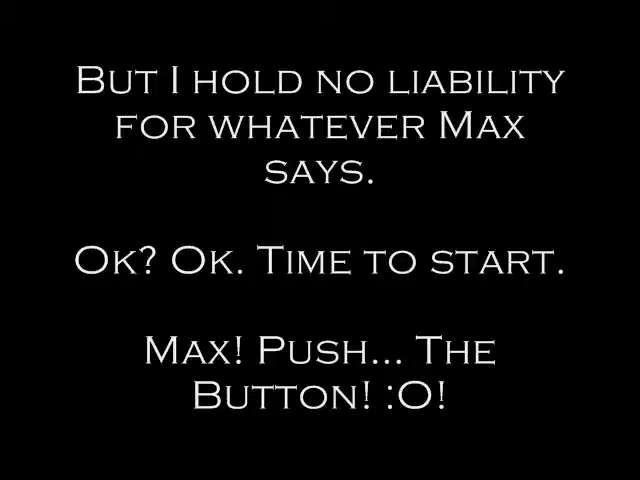 But I hold no liability
for whatever Max
says.
Ok? Ok. Time to start.
Max! Push... The
Button! :O!